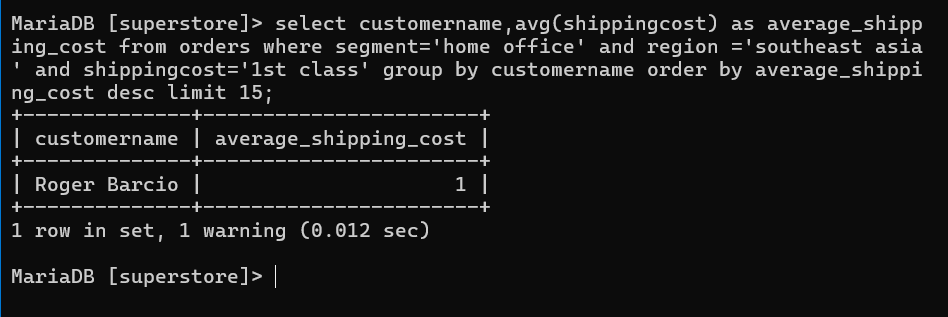 MariaDB [superstore]> select customername,avg(shippingcost) as average_shipp
ing_cost from orders where segment='home office' and region ='southeast asia
' and shippingcost='1st class' group by customername order by average_shippi
ng_cost desc limit 15;
+--------------+-----------------------+
| customername | average_shipping_cost |
+--------------+-----------------------+
| Roger Barcio |                     1 |
+--------------+-----------------------+
1 row in set, 1 warning (0.012 sec)
MariaDB [superstore]>